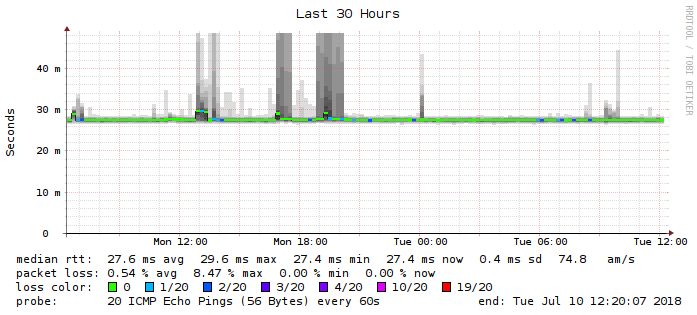 Last 30 Hours
RRDTOOL / TOBI OETIKER
Seconds
40 m
30 m
20 m
10 m
0
Mon 12:00 Mon 18:00 Tue 00:00 Tue 06:00 Tue 12:00
median rtt: 27.6 ms avg 29.6 ms max 27.4 ms min 27.4 ms now 0.4 ms sd 74.8 am/s
packet loss: 0.54 % avg 8.47 % max 0.00 % min 0.00 % now
loss color: 0 1/20 2/20 3/20 4/20 10/20 19/20
probe: 20 ICMP Echo Pings (56 Bytes) every 60s end: Tue Jul 10 12:20:07 2018